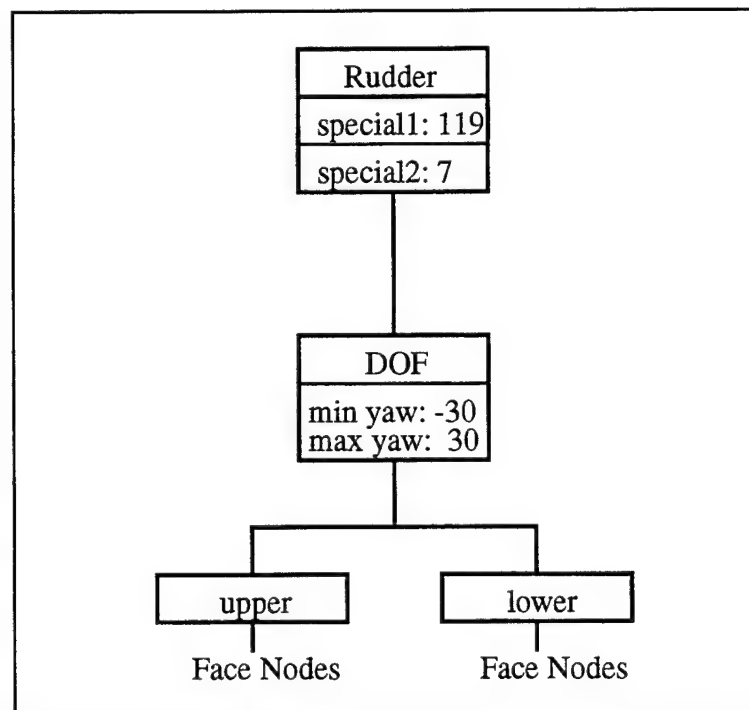 Rudder
special1: 119
special2: 7
DOF
min yaw: -30
max yaw: 30
upper
lower
Face Nodes
Face Nodes